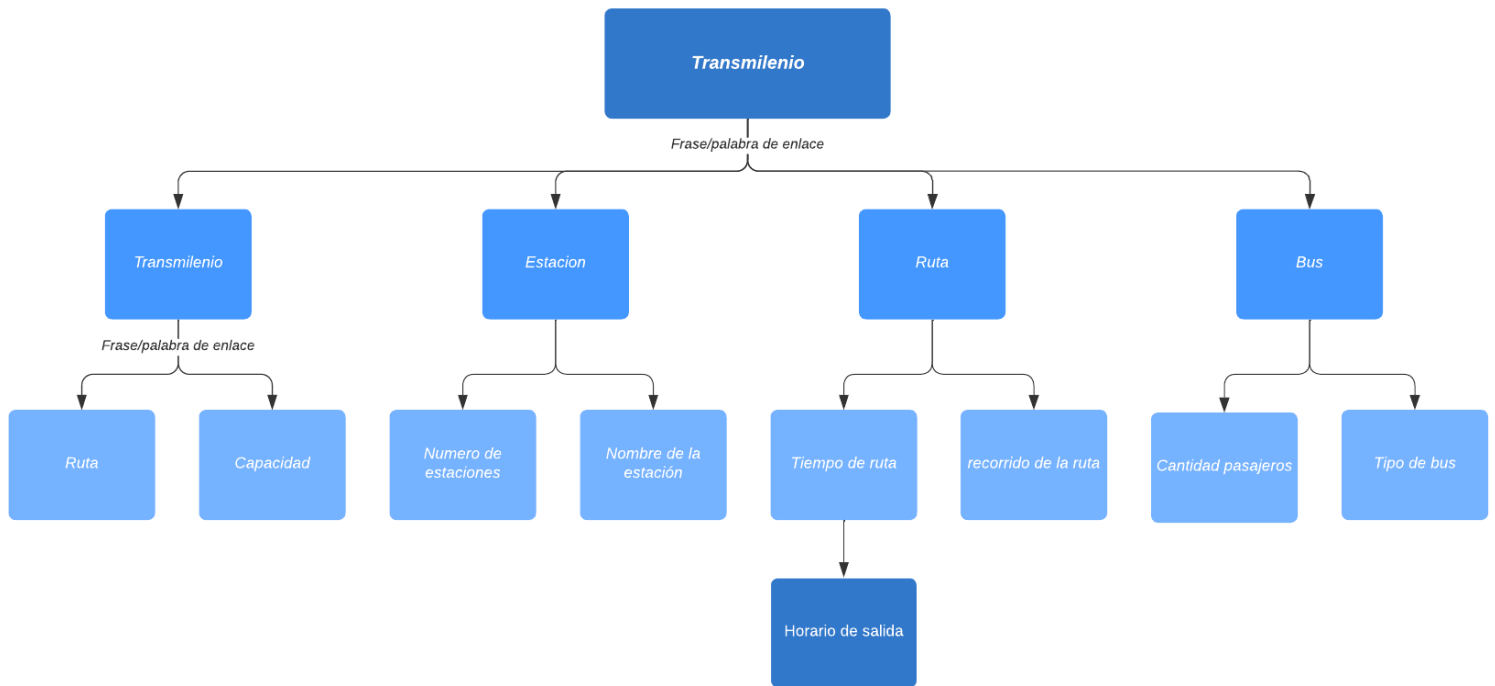 Transmilenio
Frase/palabra de enlace
Transmilenio
Estacion
Ruta
Bus
Frase/palabra de enlace
Ruta
Capacidad
Numero de
estaciones
Nombre de la
estación
Tiempo de ruta
recorrido de la ruta
Cantidad pasajeros
Tipo de bus
Horario de salida